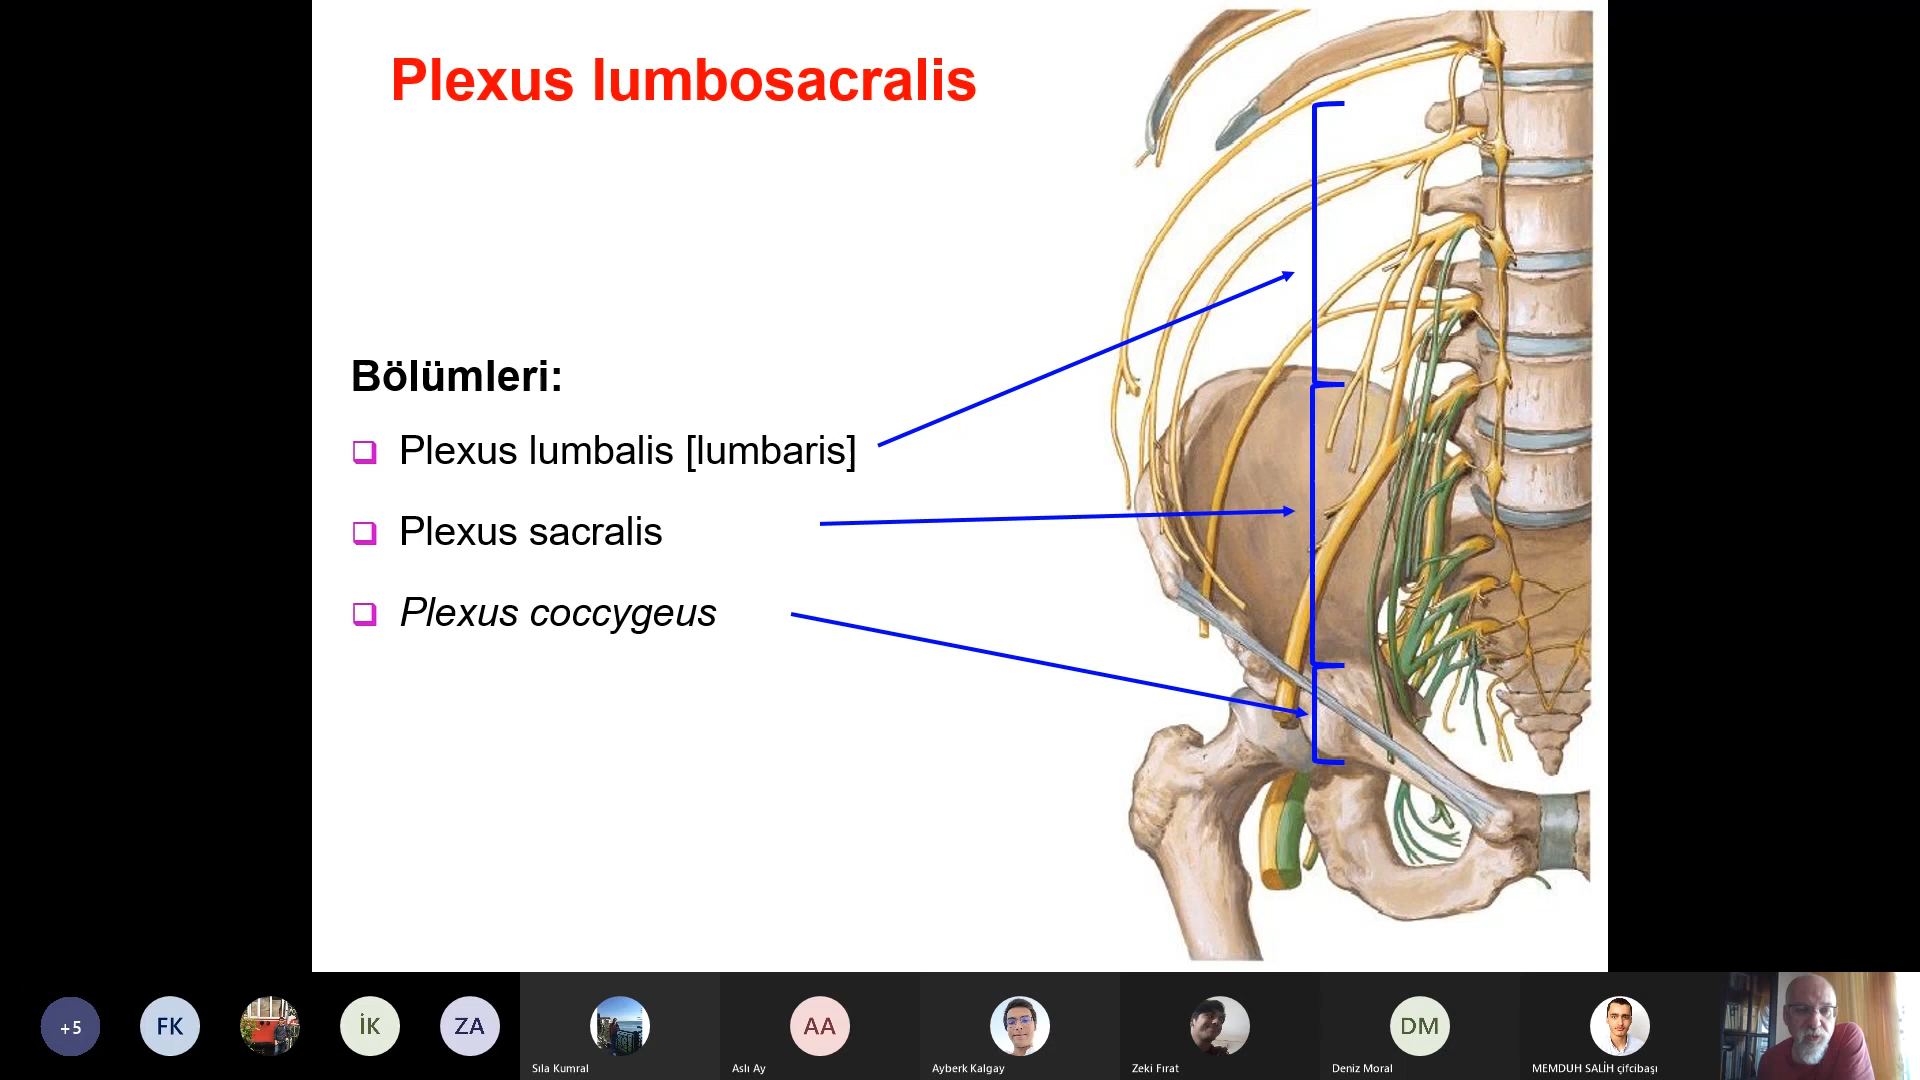 Plexus lumbosacralis
Bölümleri:
Plexus lumbalis [lumbaris]
Plexus sacralis
Plexus coccygeus
+5
FK
İK
ZA
Sıla Kumral
AA
Aslı Ay
Ayberk Kalgay
Zeki Fırat
DM
Deniz Moral
MEMDUH SALİH çifcibaşı